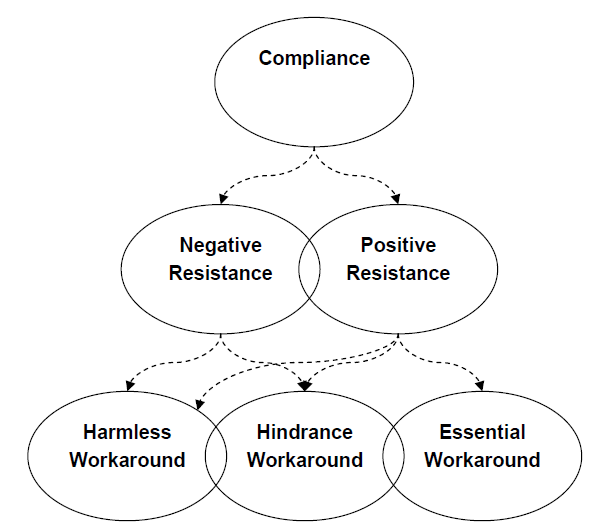 Compliance
Negative
Resistance
Positive
Resistance
Harmless
Workaround
Hindrance
Workaround
Essential
Workaround